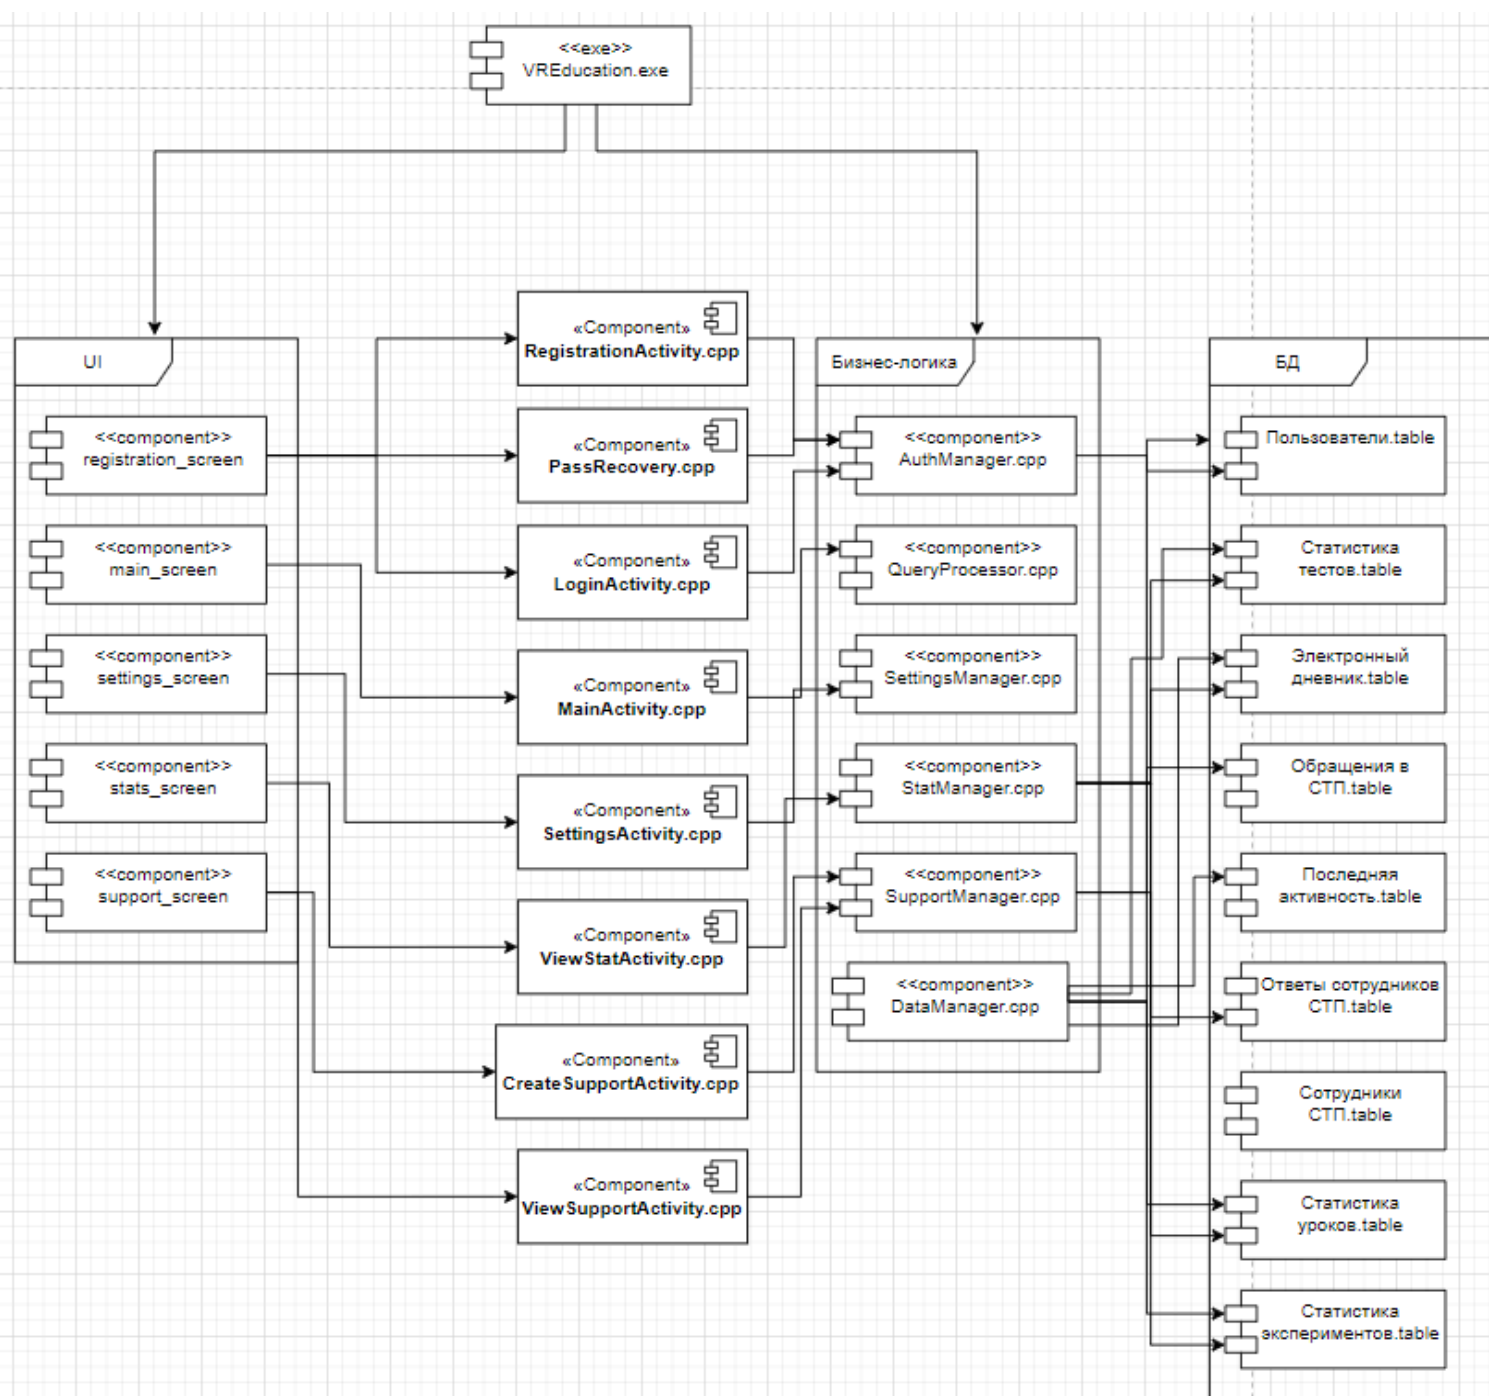 <<exe>>
VREducation.exe
UI
<<component>>
registration_screen
<<component>>
main_screen
<<component>>
settings_screen
<<component>>
stats_screen
<<component>>
support_screen
«Component»
RegistrationActivity.cpp
«Component»
PassRecovery.cpp
«Component»
LoginActivity.cpp
«Component»
MainActivity.cpp
«Component»
SettingsActivity.cpp
«Component»
ViewStatActivity.cpp
«Component»
CreateSupportActivity.cpp
«Component»
ViewSupportActivity.cpp
Бизнес-логика
<<component>>
AuthManager.cpp
<<component>>
QueryProcessor.cpp
<<component>>
SettingsManager.cpp
<<component>>
StatManager.cpp
<<component>>
SupportManager.cpp
<<component>>
DataManager.cpp
БД
Пользователи.table
Статистика
тестов.table
Электронный
дневник.table
Обращения в
СТП.table
Последняя
активность.table
Ответы сотрудников
СТП.table
Сотрудники
СТП.table
Статистика
уроков.table
Статистика
экспериментов.table